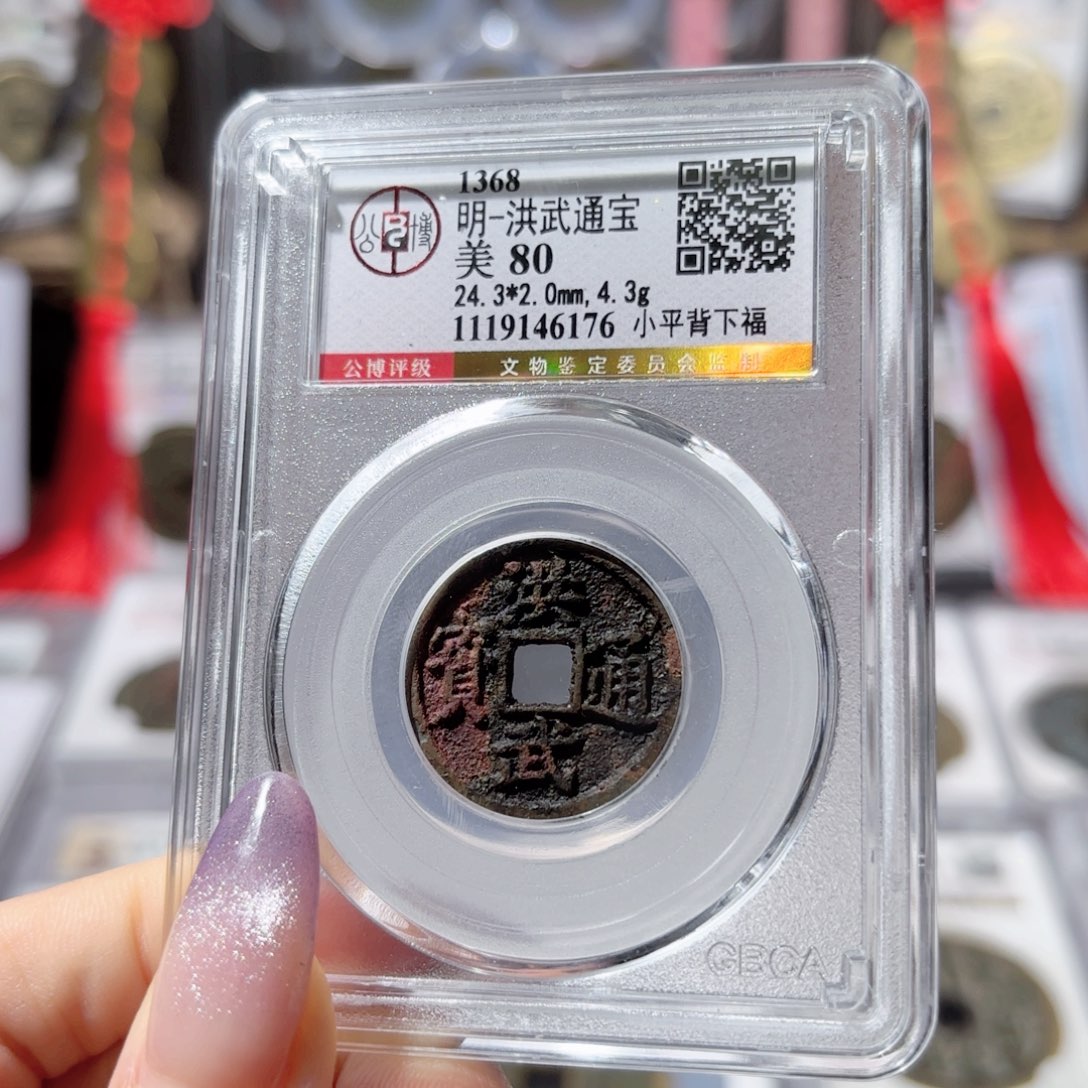 1368
明-洪武通宝
公 博
美 80
24.3*2.0mm,4.3g
1119146176 小平背下福
公博评级 文物鉴定委员会监制
洪
寶 通
武
GBCA